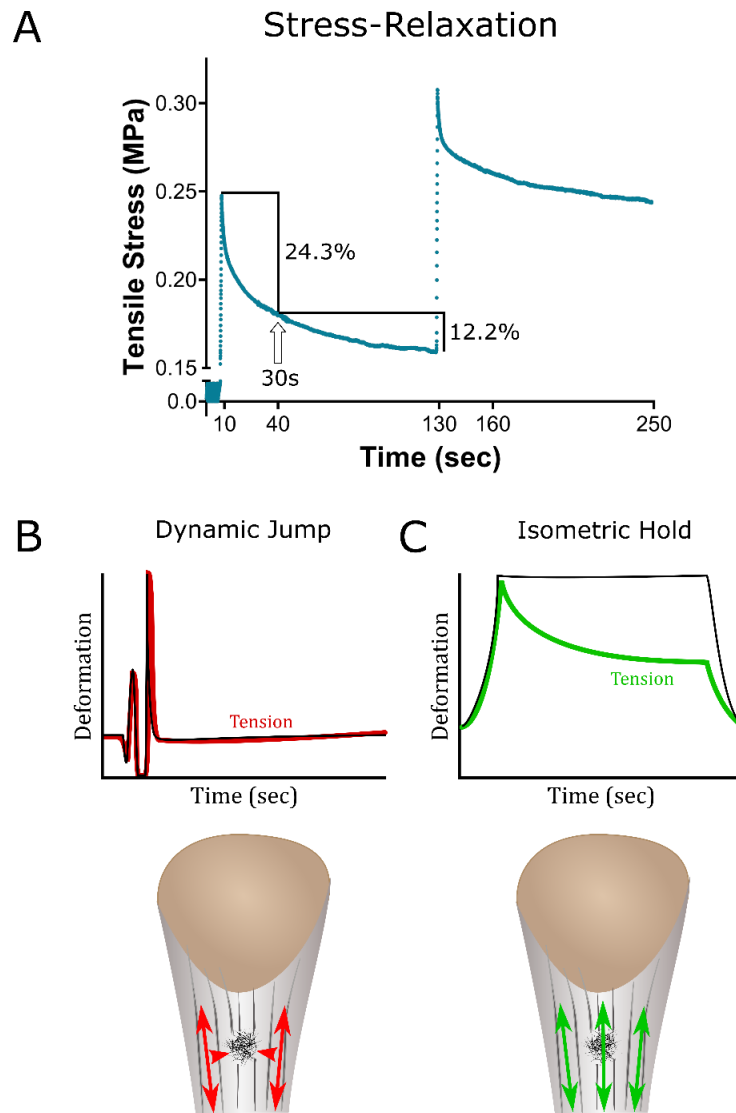 A
Stress-Relaxation
Tensile Stress (MPa)
0.30
0.25
0.20
0.15
0.0
24.3%
12.2%
30s
10 40 130 160 250
Time (sec)
B
Dynamic Jump
Deformation
Tension
Time (sec)
C
Isometric Hold
Deformation
Tension
Time (sec)